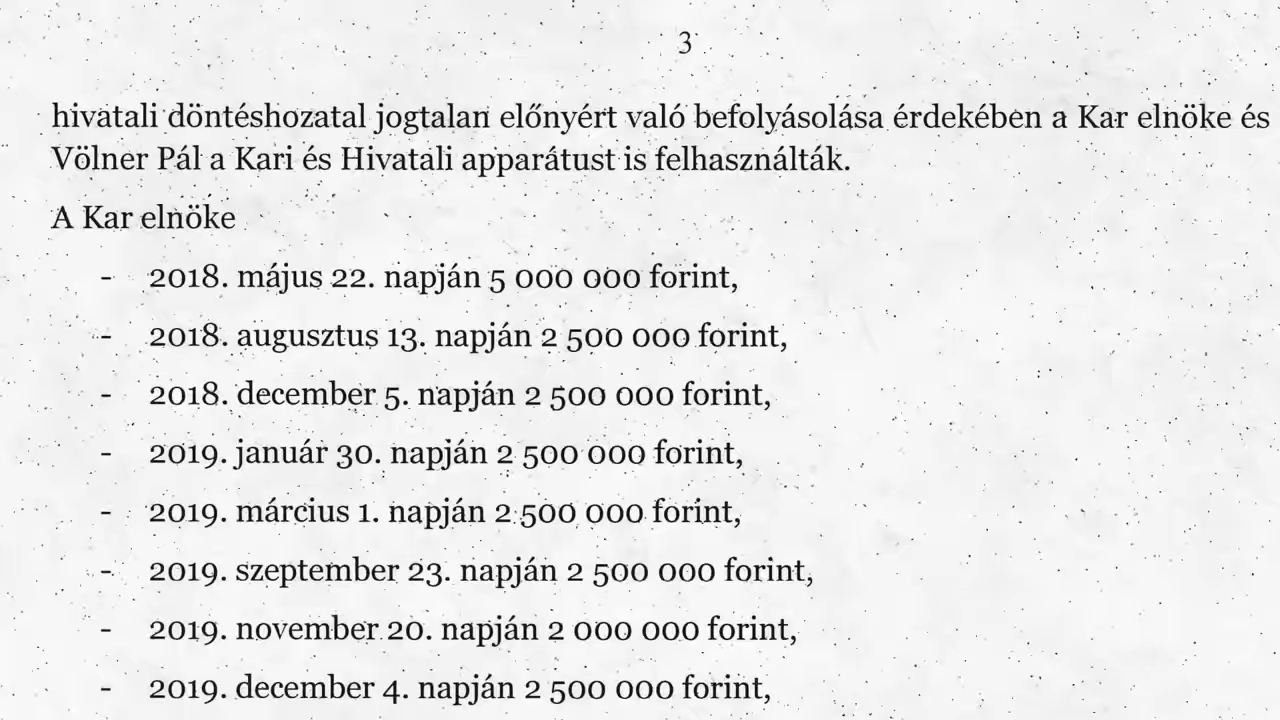 3
hivatali döntéshozatal jogtalan előnyért való befolyásolása érdekében a Kar elnöke és
Völner Pál a Kari és Hivatali apparátust is felhasználták.
A Kar elnöke
- 2018. május 22. napján 5 000 000 forint,
- 2018. augusztus 13. napján 2 500 000 forint,
- 2018. december 5. napján 2 500 000 forint,
- 2019. január 30. napján 2 500 000 forint,
- 2019. március 1. napján 2 500 000 forint,
- 2019. szeptember 23. napján 2 500 000 forint,
- 2019. november 20. napján 2 000 000 forint,
- 2019. december 4. napján 2 500 000 forint,